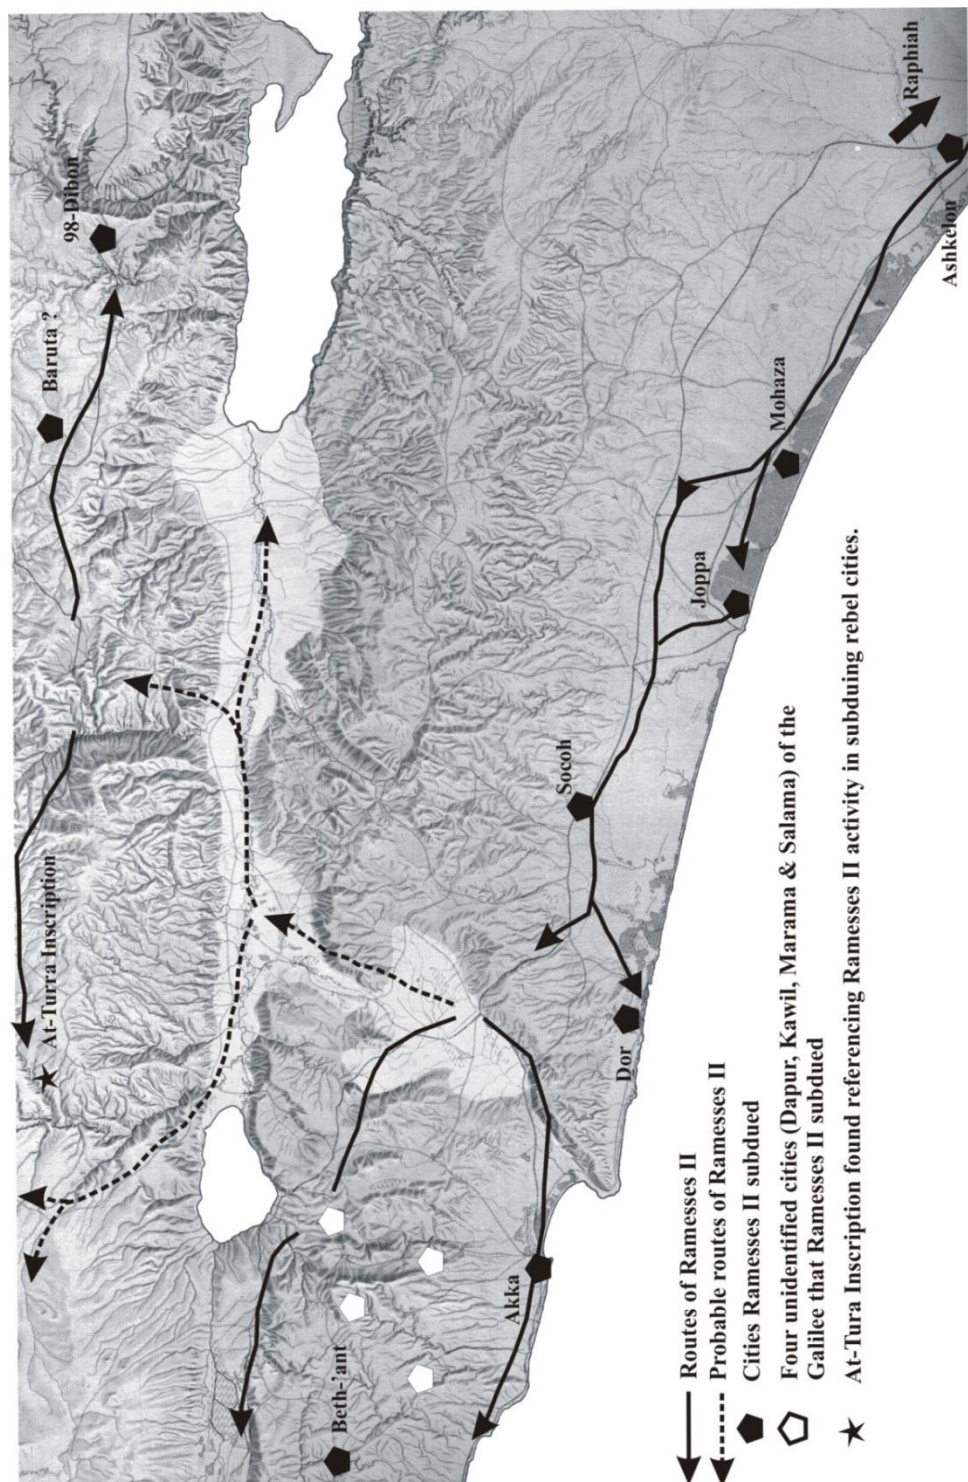 At-Turra Inscription
Baruta ?
98-Dibon
Beth-'ant
Akka
Dor
Socoh
Joppa
Mohaza
Ashkelon
Raphiah
Routes of Ramesses II
Probable routes of Ramesses II
Cities Ramesses II subdued
Four unidentified cities (Dapur, Kawil, Marama & Salama) of the
Galilee that Ramesses II subdued
At-Tura Inscription found referencing Ramesses II activity in subduing rebel cities.